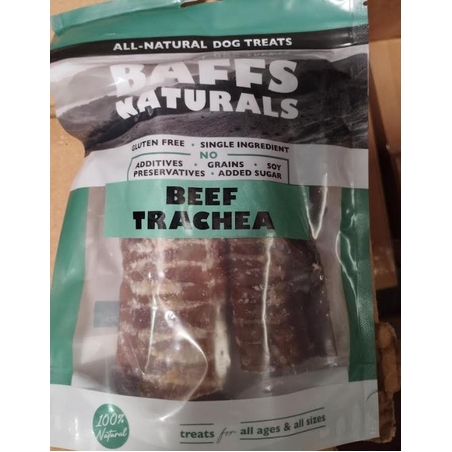 ALL-NATURAL DOG TREATS
BAFFS
NATURALS
GLUTEN FREE • SINGLE INGREDIENT
NO
ADDITIVES • GRAINS • SOY
PRESERVATIVES • ADDED SUGAR
BEEF
TRACHEA
100%
Natural
treats for all ages & all sizes